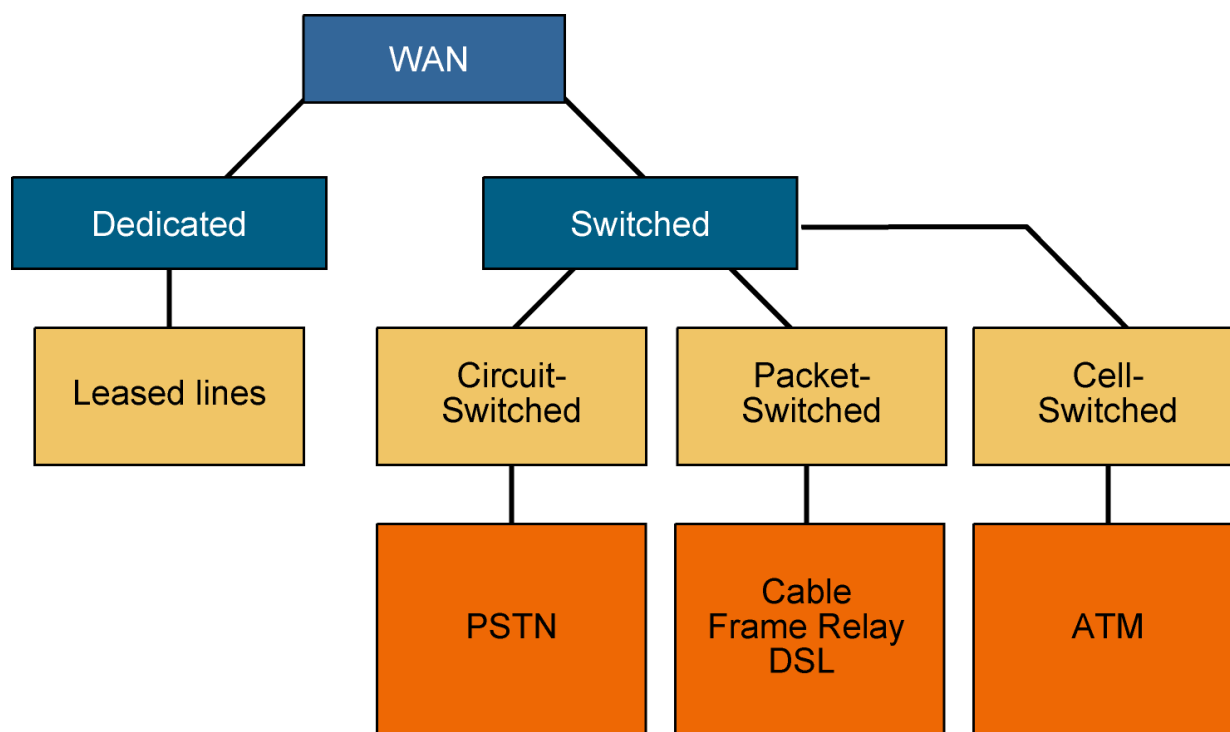 WAN
Dedicated
Switched
Leased lines
Circuit-
Switched
Packet-
Switched
Cell-
Switched
PSTN
Cable
Frame Relay
DSL
ATM